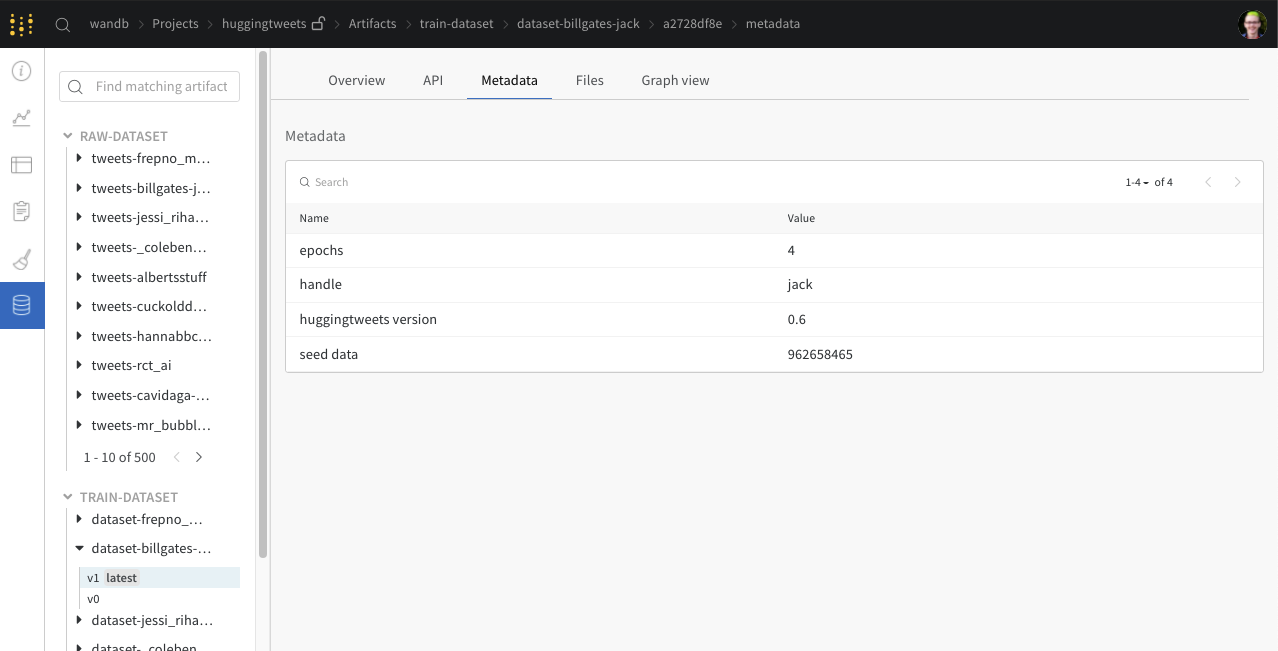 wandb > Projects > huggingtweets > Artifacts > train-dataset > dataset-billgates-jack > a2728df8e > metadata
Find matching artifact
RAW-DATASET
tweets-frepno_m…
tweets-billgates-j…
tweets-jessi_riha…
tweets-_coleben…
tweets-albertsstuff
tweets-cuckoldd…
tweets-hannabbc…
tweets-rct_ai
tweets-cavidaga-…
tweets-mr_bubbl…
1 - 10 of 500
TRAIN-DATASET
dataset-frepno_…
dataset-billgates-…
v1 latest
v0
dataset-jessi_riha…
dataset-_coleben
Overview API Metadata Files Graph view
Metadata
Search 1-4 of 4
Name Value
epochs 4
handle jack
huggingtweets version 0.6
seed data 962658465